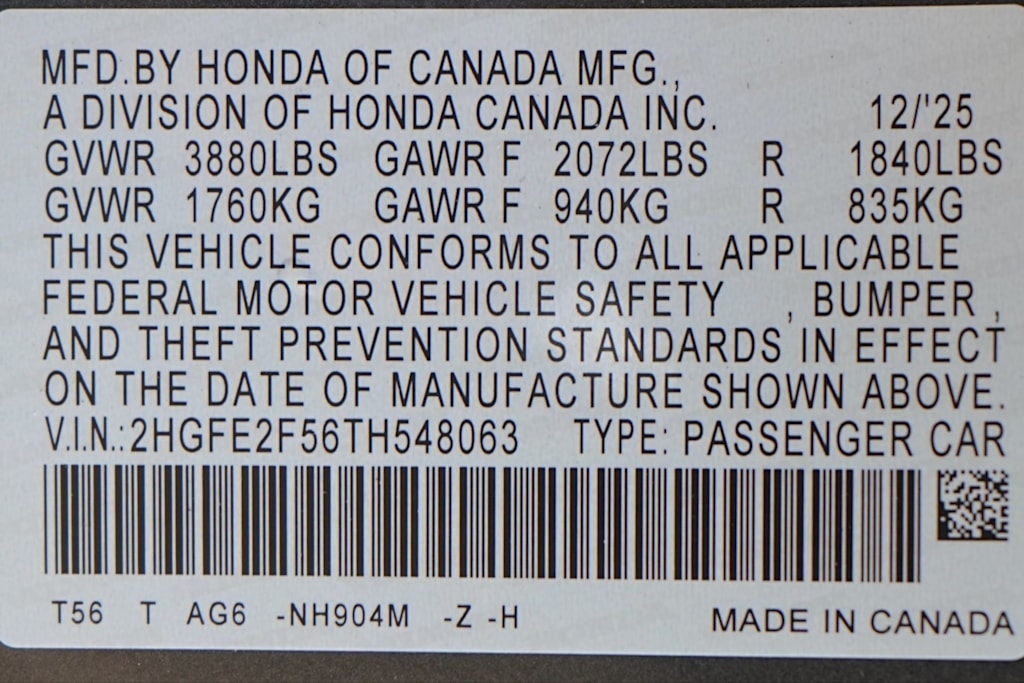 MFD.BY HONDA OF CANADA MFG.,
A DIVISION OF HONDA CANADA INC. 12/'25
GVWR 3880LBS GAWR F 2072LBS R 1840LBS
GVWR 1760KG GAWR F 940KG R 835KG
THIS VEHICLE CONFORMS TO ALL APPLICABLE
FEDERAL MOTOR VEHICLE SAFETY , BUMPER ,
AND THEFT PREVENTION STANDARDS IN EFFECT
ON THE DATE OF MANUFACTURE SHOWN ABOVE.
V.I.N.:2HGFE2F56TH548063 TYPE: PASSENGER CAR
T56 T AG6 -NH904M -Z -H MADE IN CANADA